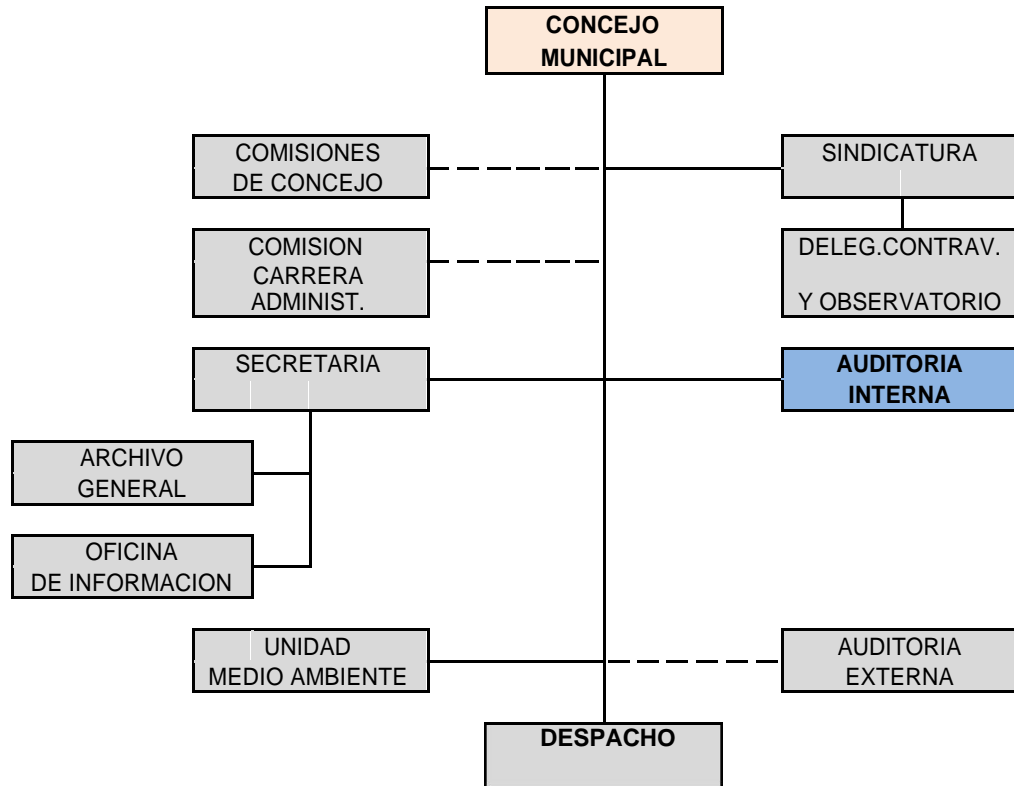 CONCEJO
MUNICIPAL
COMISIONES
DE CONCEJO
SINDICATURA
COMISION
CARRERA
ADMINIST.
DELEG.CONTRAV.
Y OBSERVATORIO
SECRETARIA
AUDITORIA
INTERNA
ARCHIVO
GENERAL
OFICINA
DE INFORMACION
UNIDAD
MEDIO AMBIENTE
AUDITORIA
EXTERNA
DESPACHO